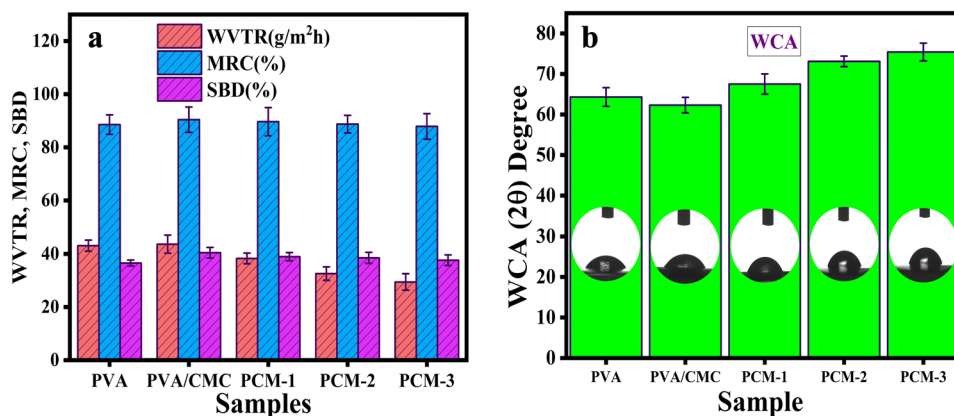 a
WVTR(g/m²h)
MRC(%)
SBD(%)
WVTR, MRC, SBD
120
100
80
60
40
20
0
PVA PVA/CMC PCM-1 PCM-2 PCM-3
Samples
b
WCA
WCA (2θ) Degree
80
70
60
50
40
30
20
10
0
PVA PVA/CMC PCM-1 PCM-2 PCM-3
Sample